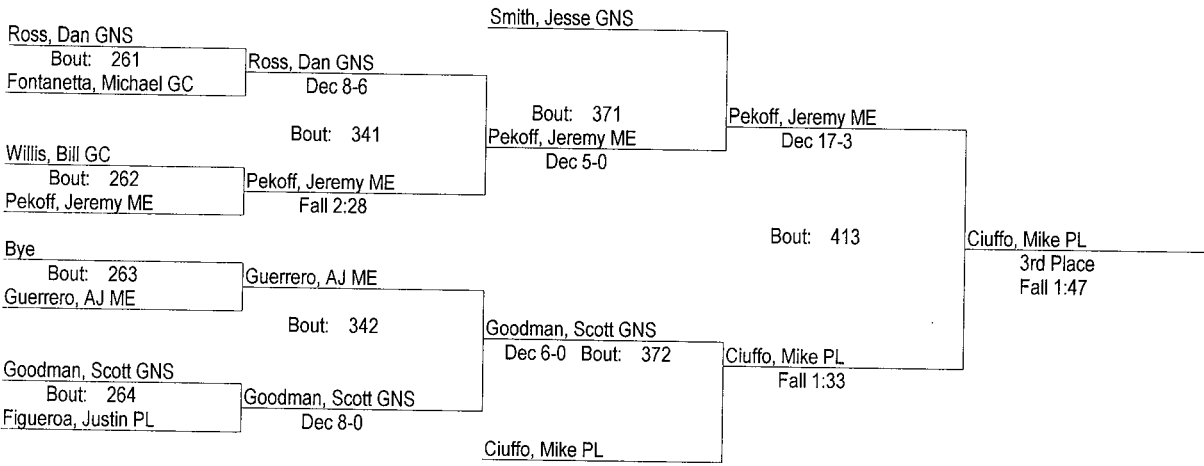 Ross, Dan GNS
Bout: 261
Fontanetta, Michael GC
Willis, Bill GC
Bout: 262
Pekoff, Jeremy ME
Bye
Bout: 263
Guerrero, AJ ME
Goodman, Scott GNS
Bout: 264
Figueroa, Justin PL
Ross, Dan GNS
Dec 8-6
Bout: 341
Pekoff, Jeremy ME
Fall 2:28
Guerrero, AJ ME
Bout: 342
Goodman, Scott GNS
Dec 8-0
Smith, Jesse GNS
Bout: 371
Pekoff, Jeremy ME
Dec 5-0
Goodman, Scott GNS
Dec 6-0 Bout: 372
Ciuffo, Mike PL
Pekoff, Jeremy ME
Dec 17-3
Bout: 413
Ciuffo, Mike PL
Fall 1:33
Ciuffo, Mike PL
3rd Place
Fall 1:47